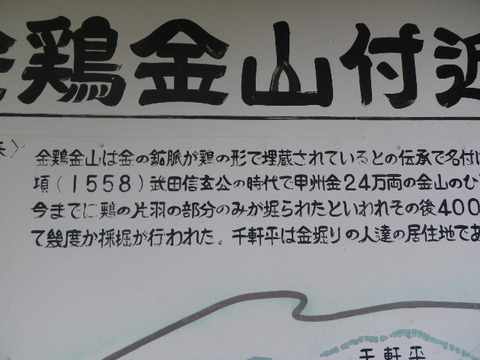 金鶏金山付近
金鶏金山は金の鉱脈が鶏の形で埋蔵されているとの伝承で名付け
項(1558)武田信玄公の時代で甲州金24万両の金山のひ
今までに鶏の片羽の部分のみが掘られたといわれその後400
て幾度か採掘が行われた。千軒平は金掘りの人達の居住地であ
千軒平